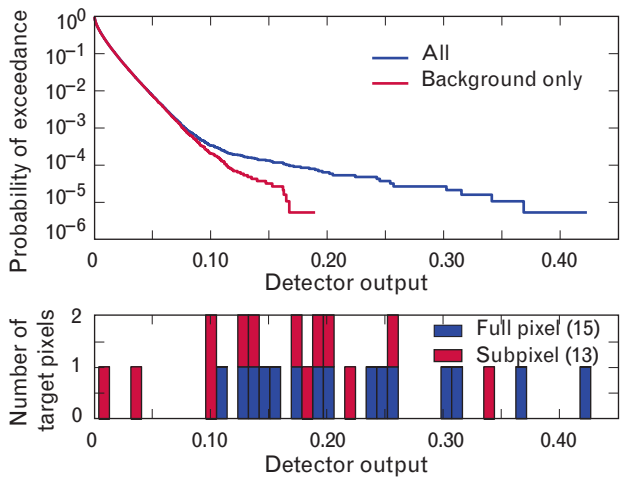 Probability of exceedance
10^0
10^−1
10^−2
10^−3
10^−4
10^−5
10^−6
All
Background only
0 0.10 0.20 0.30 0.40
Detector output
Number of
target pixels
2
1
0
Full pixel (15)
Subpixel (13)
0 0.10 0.20 0.30 0.40
Detector output